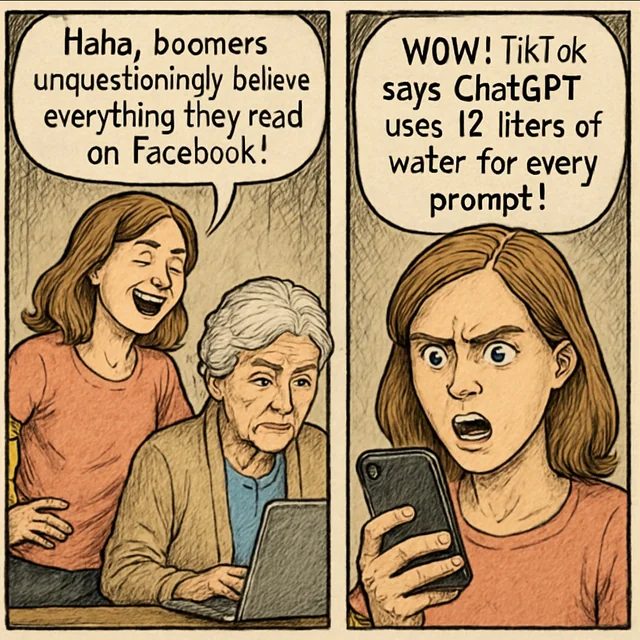 Haha, boomers
unquestioningly believe
everything they read
on Facebook!
WOW! TikTok
says ChatGPT
uses 12 liters of
water for every
prompt!